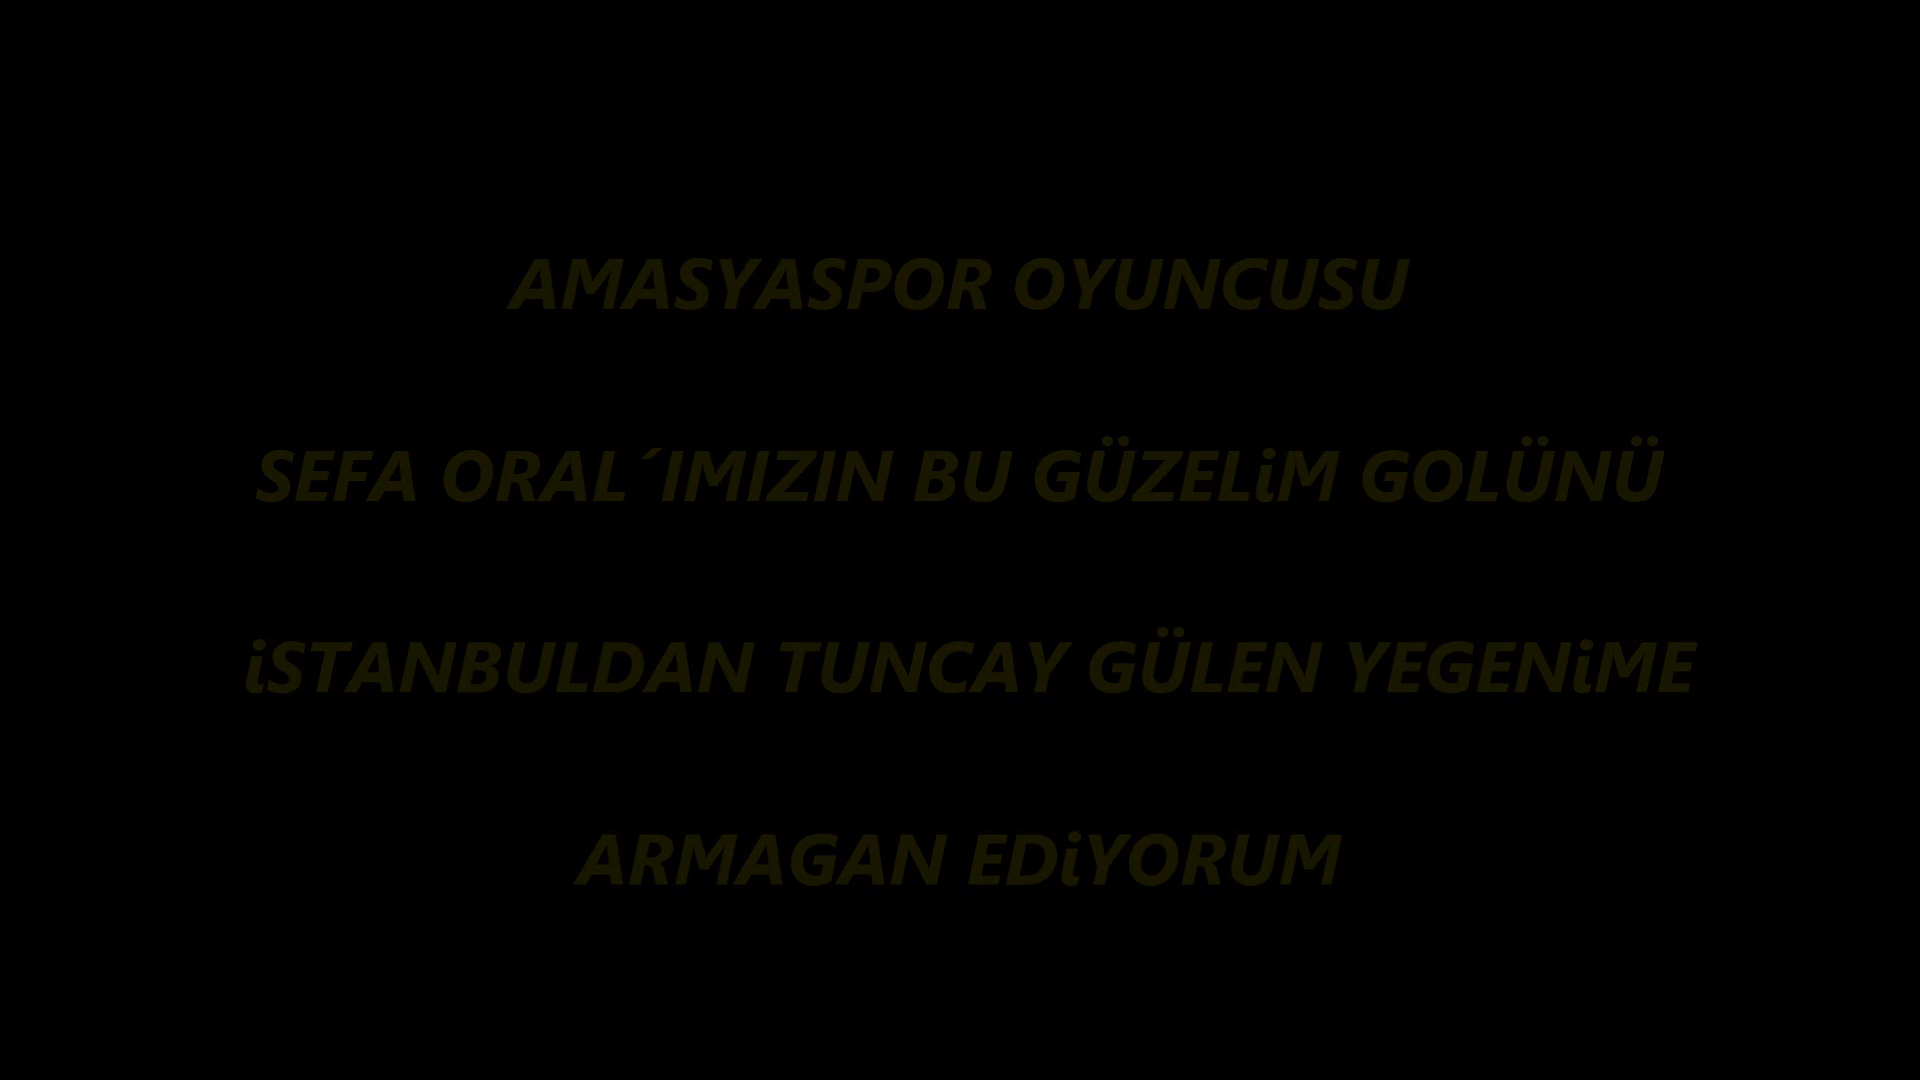 AMASYASPOR OYUNCUSU
SEFA ORAL´IMIZIN BU GÜZELiM GOLÜNÜ
iSTANBULDAN TUNCAY GÜLEN YEGENiME
ARMAGAN EDiYORUM